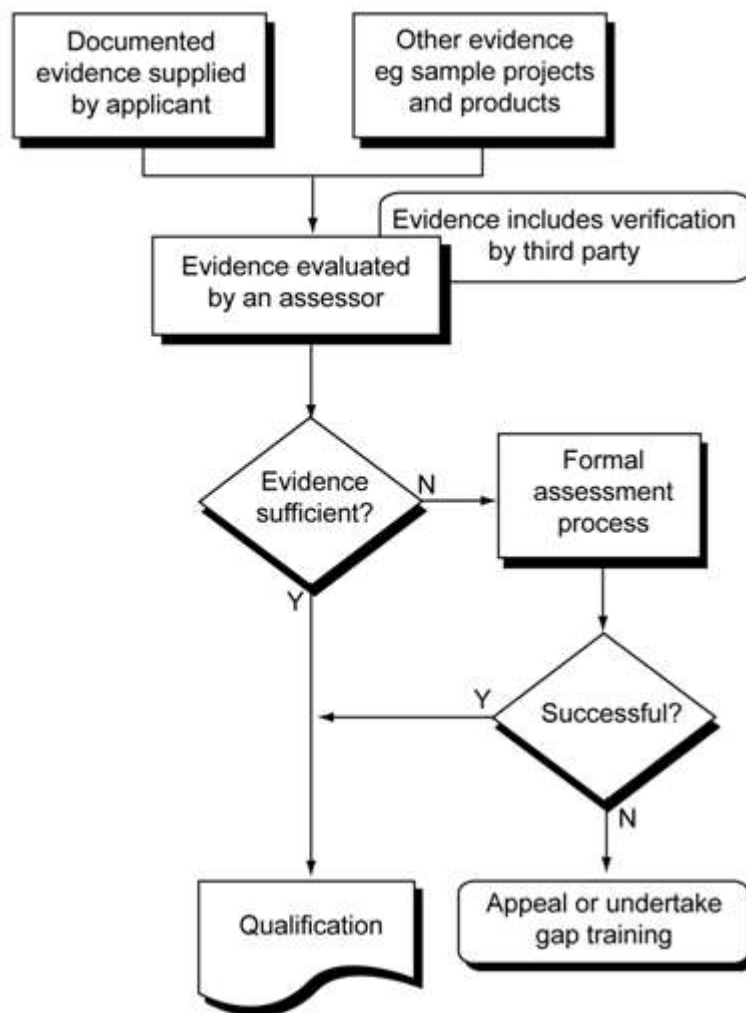 Documented
evidence supplied
by applicant
Other evidence
eg sample projects
and products
Evidence includes verification
by third party
Evidence evaluated
by an assessor
Evidence
sufficient?
N
Formal
assessment
process
Y
Y
Successful?
N
Qualification
Appeal or undertake
gap training